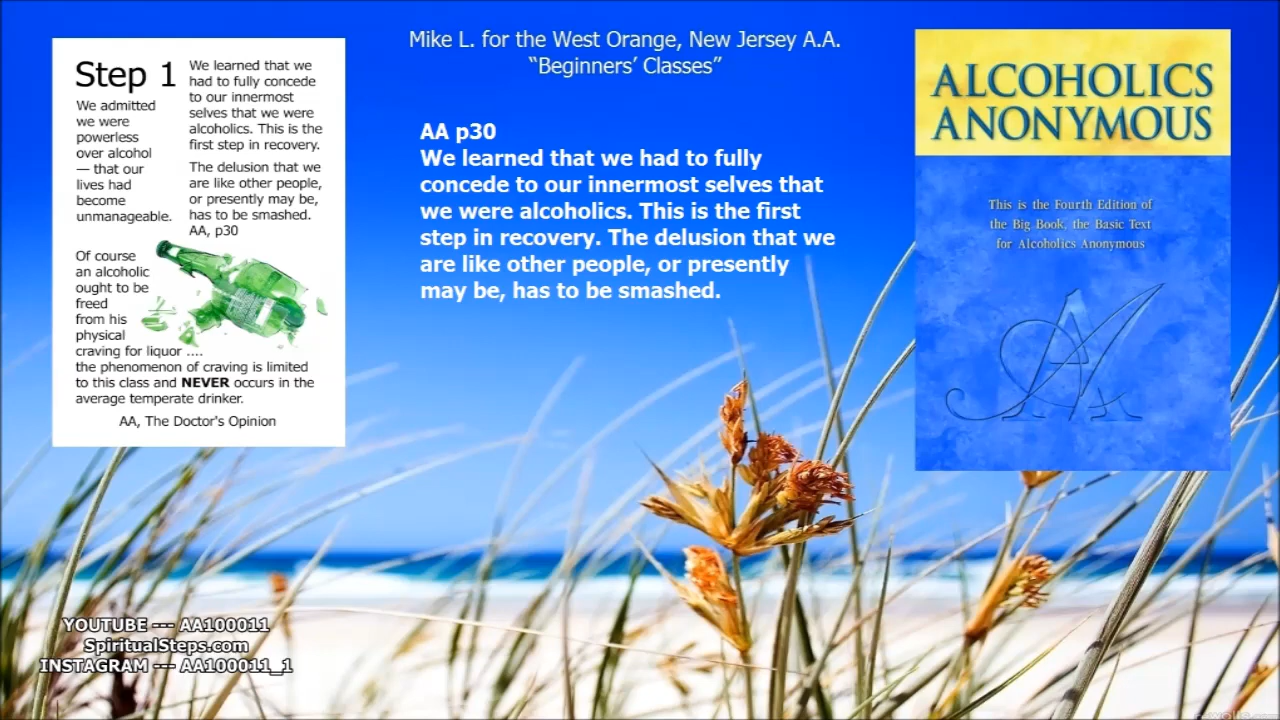 Mike L. for the West Orange, New Jersey A.A.
“Beginners’ Classes”
Step 1
We admitted
we were
powerless
over alcohol
— that our
lives had
become
unmanageable.
We learned that we
had to fully concede
to our innermost
selves that we were
alcoholics. This is the
first step in recovery.
The delusion that we
are like other people,
or presently may be,
has to be smashed.
AA, p30
Of course
an alcoholic
ought to be
freed
from his
physical
craving for liquor ....
the phenomenon of craving is limited
to this class and NEVER occurs in the
average temperate drinker.
AA, The Doctor's Opinion
AA p30
We learned that we had to fully
concede to our innermost selves that
we were alcoholics. This is the first
step in recovery. The delusion that we
are like other people, or presently
may be, has to be smashed.
ALCOHOLICS
ANONYMOUS
This is the Fourth Edition of
the Big Book, the Basic Text
for Alcoholics Anonymous
AA
YOUTUBE --- AA100011
SpiritualSteps.com
INSTAGRAM --- AA100011_1